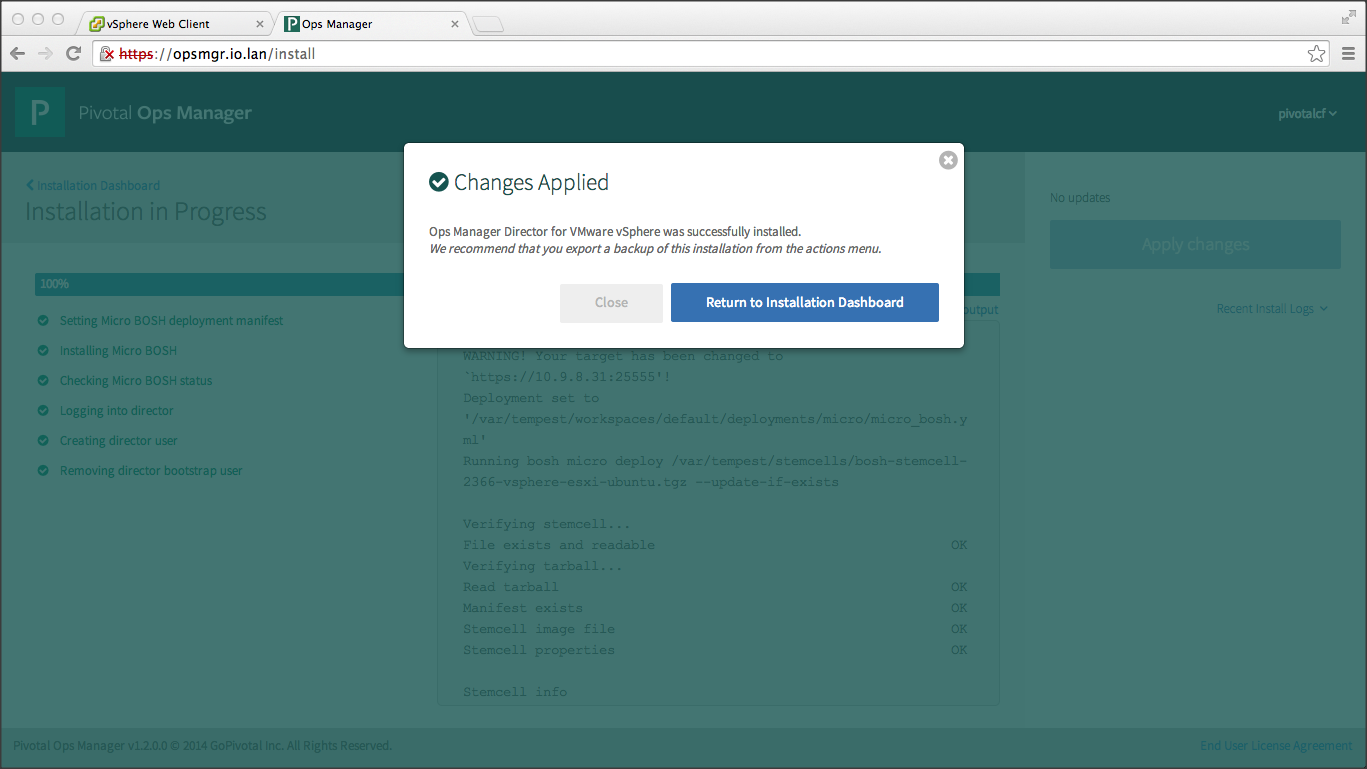 vSphere Web Client
Ops Manager
https://opsmgr.io.lan/install
P
Pivotal Ops Manager
pivotalcf
Installation Dashboard
Installation in Progress
No updates
Apply changes
Recent Install Logs
100%
Setting Micro BOSH deployment manifest
Installing Micro BOSH
Checking Micro BOSH status
Logging into director
Creating director user
Removing director bootstrap user
Changes Applied
Ops Manager Director for VMware vSphere was successfully installed.
We recommend that you export a backup of this installation from the actions menu.
Close
Return to Installation Dashboard
output
WARNING! Your target has been changed to
`https://10.9.8.31:25555'!
Deployment set to
'/var/tempest/workspaces/default/deployments/micro/micro_bosh.y
ml'
Running bosh micro deploy /var/tempest/stemcells/bosh-stemcell-
2366-vsphere-esxi-ubuntu.tgz --update-if-exists
Verifying stemcell...
File exists and readable OK
Verifying tarball...
Read tarball OK
Manifest exists OK
Stemcell image file OK
Stemcell properties OK
Stemcell info
Pivotal Ops Manager v1.2.0.0 © 2014 GoPivotal Inc. All Rights Reserved.
End User License Agreement